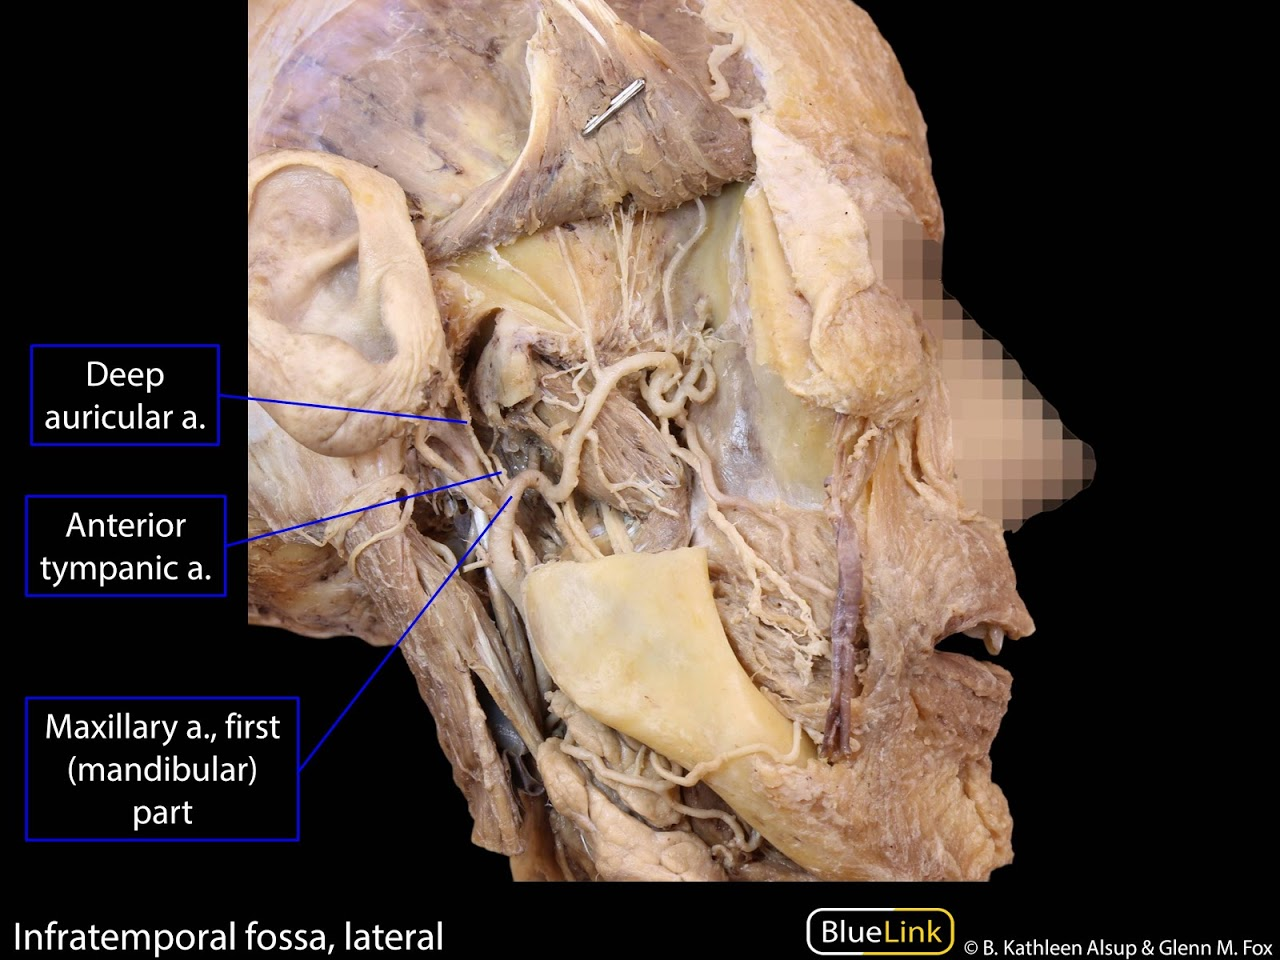 Deep
auricular a.
Anterior
tympanic a.
Maxillary a., first
(mandibular)
part
Infratemporal fossa, lateral
BlueLink
© B. Kathleen Alsup & Glenn M. Fox